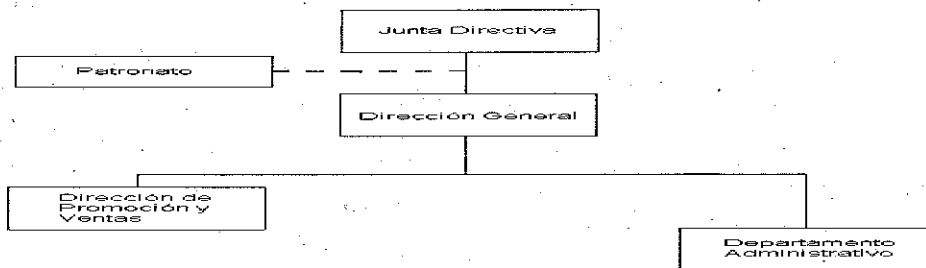 Junta Directiva
Patronato
Dirección General
Dirección de
Promoción y
Ventas
Departamento
Administrativo